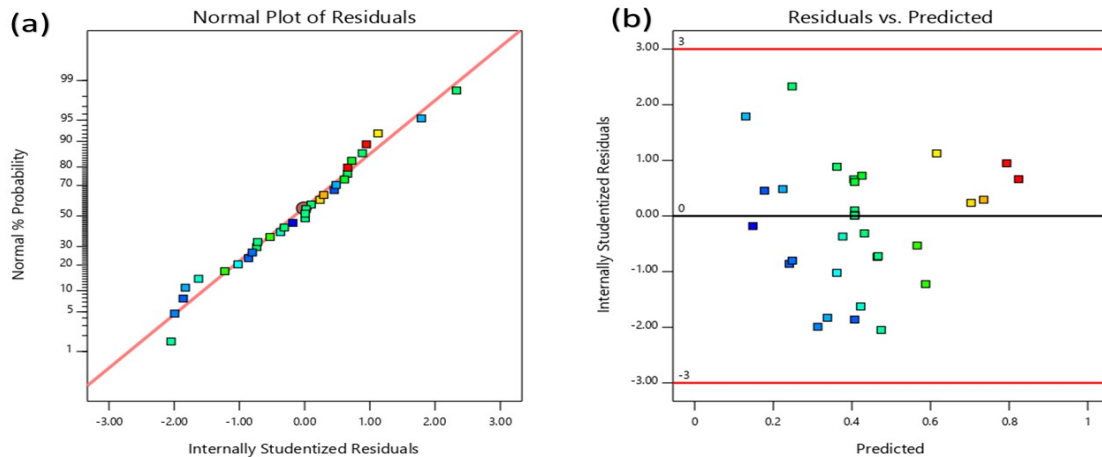 (a)
Normal Plot of Residuals
Normal % Probability
99
95
90
80
70
50
30
20
10
5
1
-3.00 -2.00 -1.00 0.00 1.00 2.00 3.00
Internally Studentized Residuals
(b)
Residuals vs. Predicted
Internally Studentized Residuals
3.00
2.00
1.00
0.00
-1.00
-2.00
-3.00
3
0
-3
0 0.2 0.4 0.6 0.8 1
Predicted